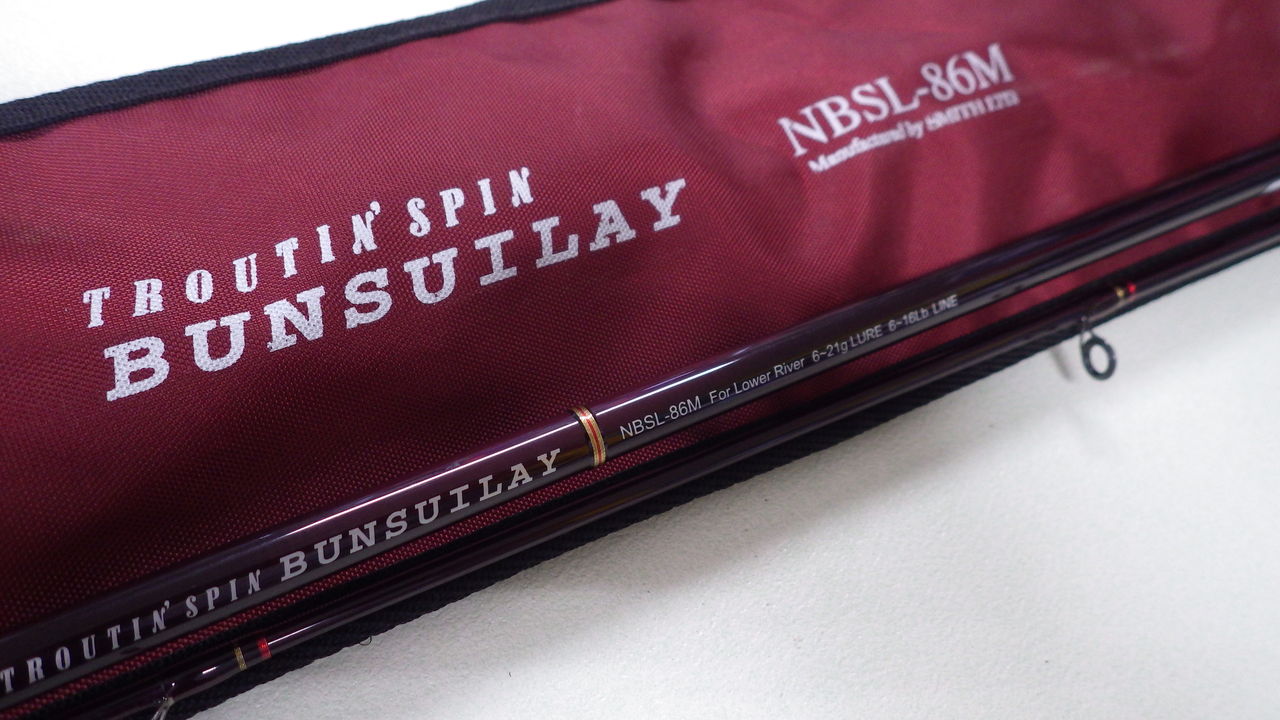 NBSL-86M
Manufactured by SMITH LTD
TROUTIN' SPIN
BUNSUILAY
TROUTIN' SPIN BUNSUILAY NBSL-86M For Lower River 6~21g LURE 6~16Lb LINE